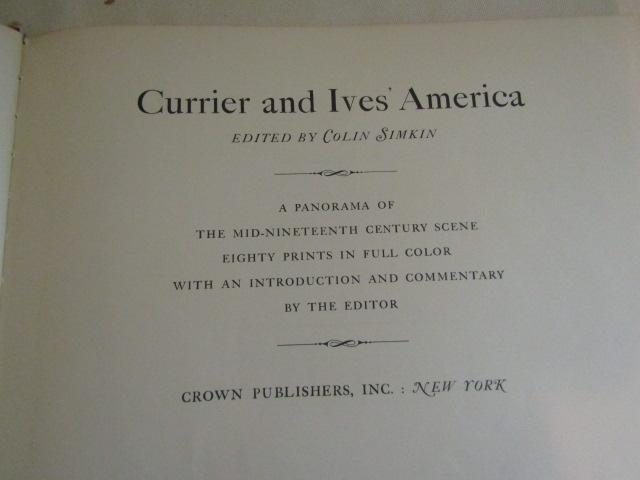 Currier and Ives' America
EDITED BY COLIN SIMKIN
A PANORAMA OF
THE MID-NINETEENTH CENTURY SCENE
EIGHTY PRINTS IN FULL COLOR
WITH AN INTRODUCTION AND COMMENTARY
BY THE EDITOR
CROWN PUBLISHERS, INC. : NEW YORK